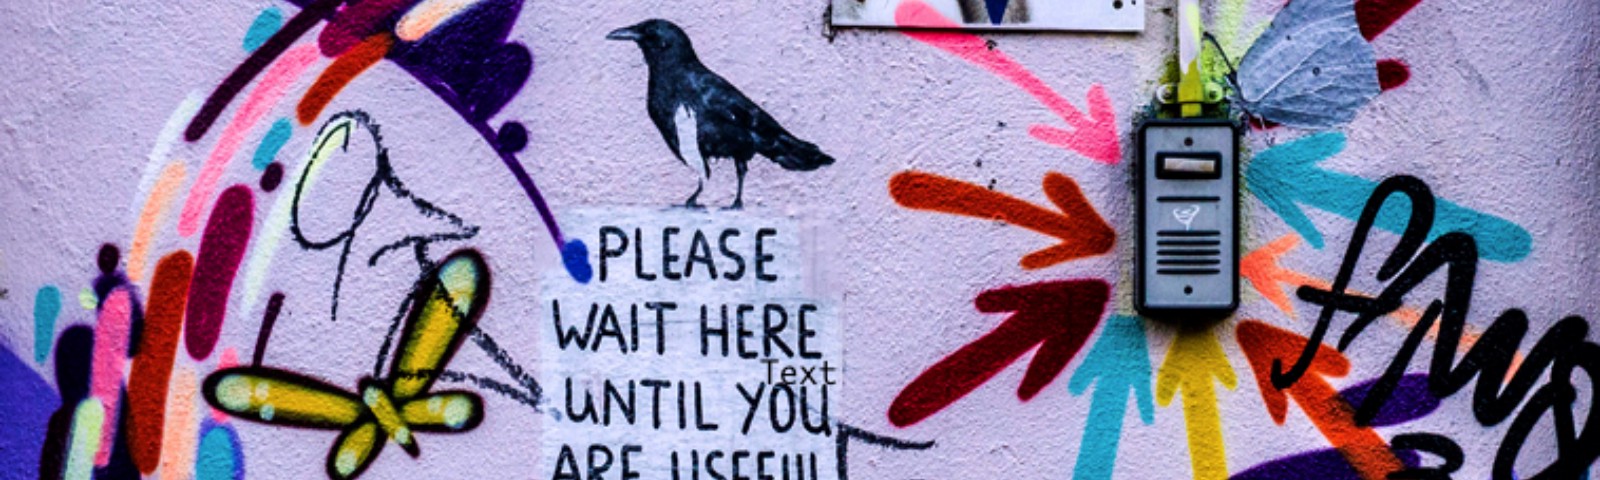 PLEASE
WAIT HERE
Text
UNTIL YOU
ARE USEFUL